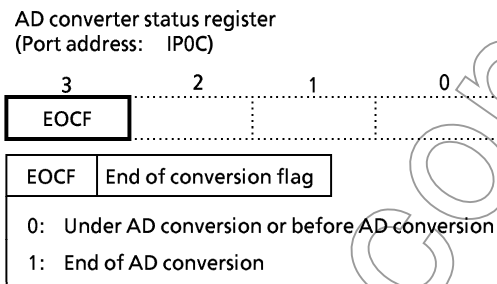 AD converter status register
(Port address: IP0C)
3 2 1 0
EOCF
EOCF End of conversion flag
0: Under AD conversion or before AD conversion
1: End of AD conversion